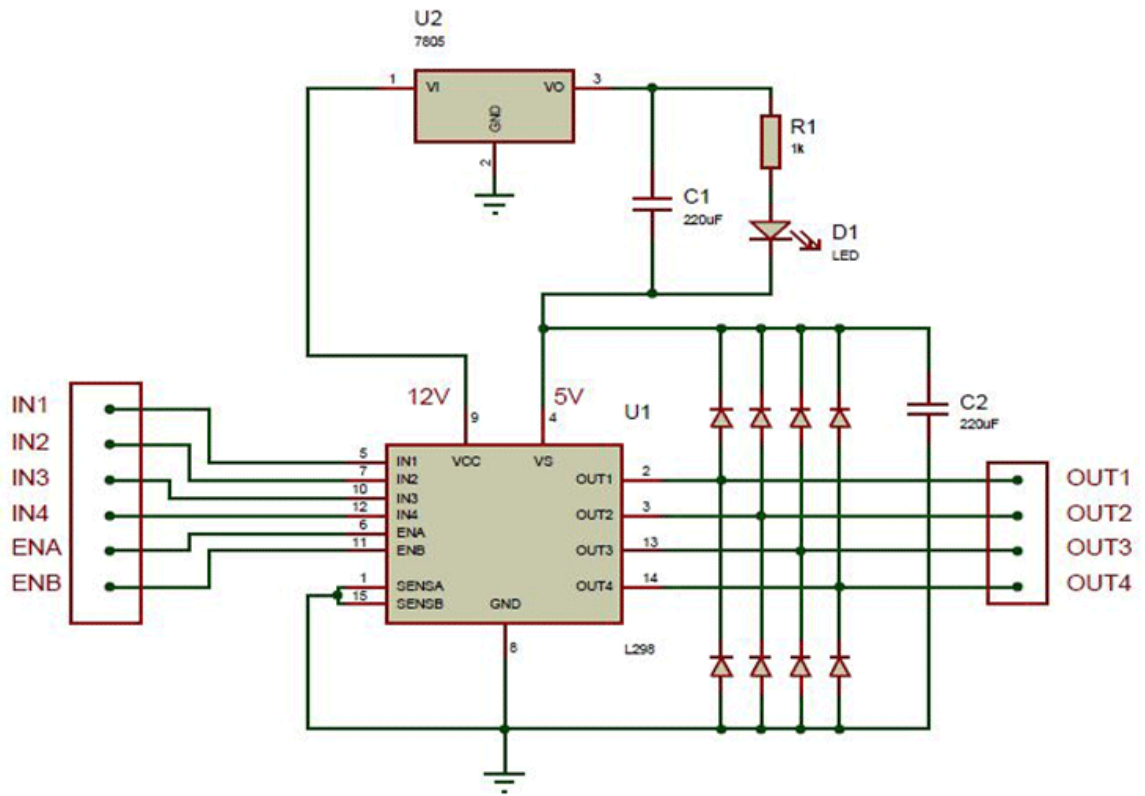 U2
7805
1
VI
VO
3
GND
2
R1
1k
C1
220uF
D1
LED
12V
5V
9
4
U1
C2
220uF
IN1
IN2
IN3
IN4
ENA
ENB
5
7
10
12
6
11
1
15
IN1
IN2
IN3
IN4
ENA
ENB
SENSA
SENSB
VCC
VS
GND
OUT1
OUT2
OUT3
OUT4
2
3
13
14
8
L298
OUT1
OUT2
OUT3
OUT4